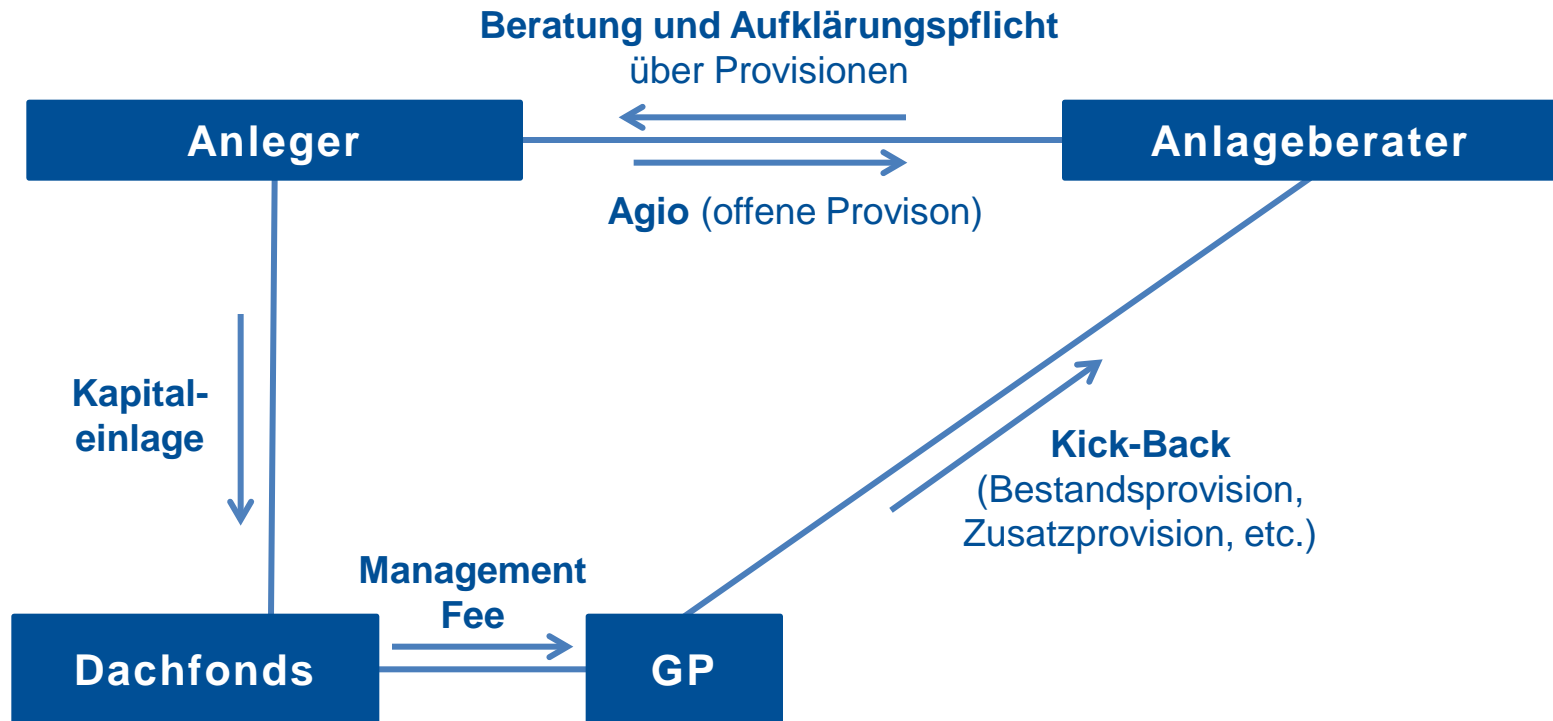 Beratung und Aufklärungspflicht
über Provisionen
Anleger
Anlageberater
Agio (offene Provison)
Kapital-
einlage
Kick-Back
(Bestandsprovision,
Zusatzprovision, etc.)
Management
Fee
Dachfonds
GP